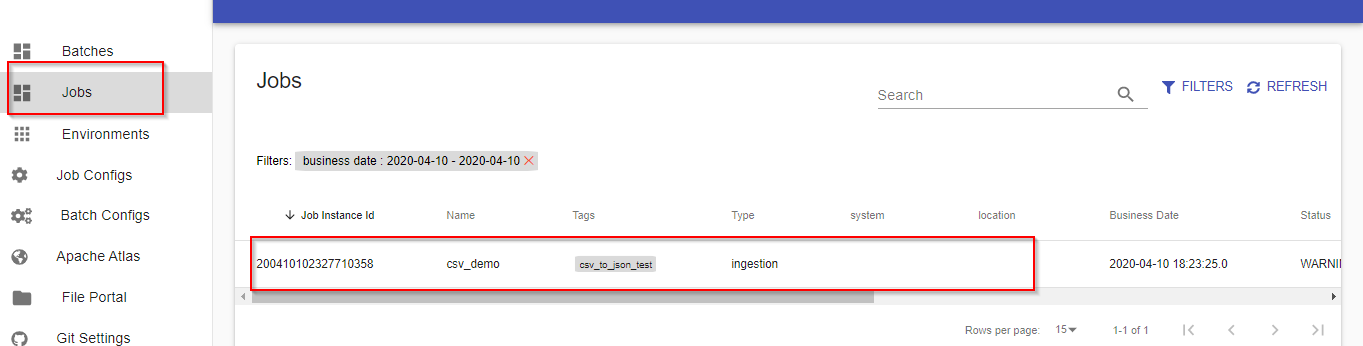 Batches
Jobs
Environments
Job Configs
Batch Configs
Apache Atlas
File Portal
Git Settings
Jobs
Search
FILTERS
REFRESH
Filters: business date : 2020-04-10 - 2020-04-10
Job Instance Id Name Tags Type system location Business Date Status
200410102327710358 csv_demo csv_to_json_test ingestion 2020-04-10 18:23:25.0 WARNI
Rows per page: 15 1-1 of 1